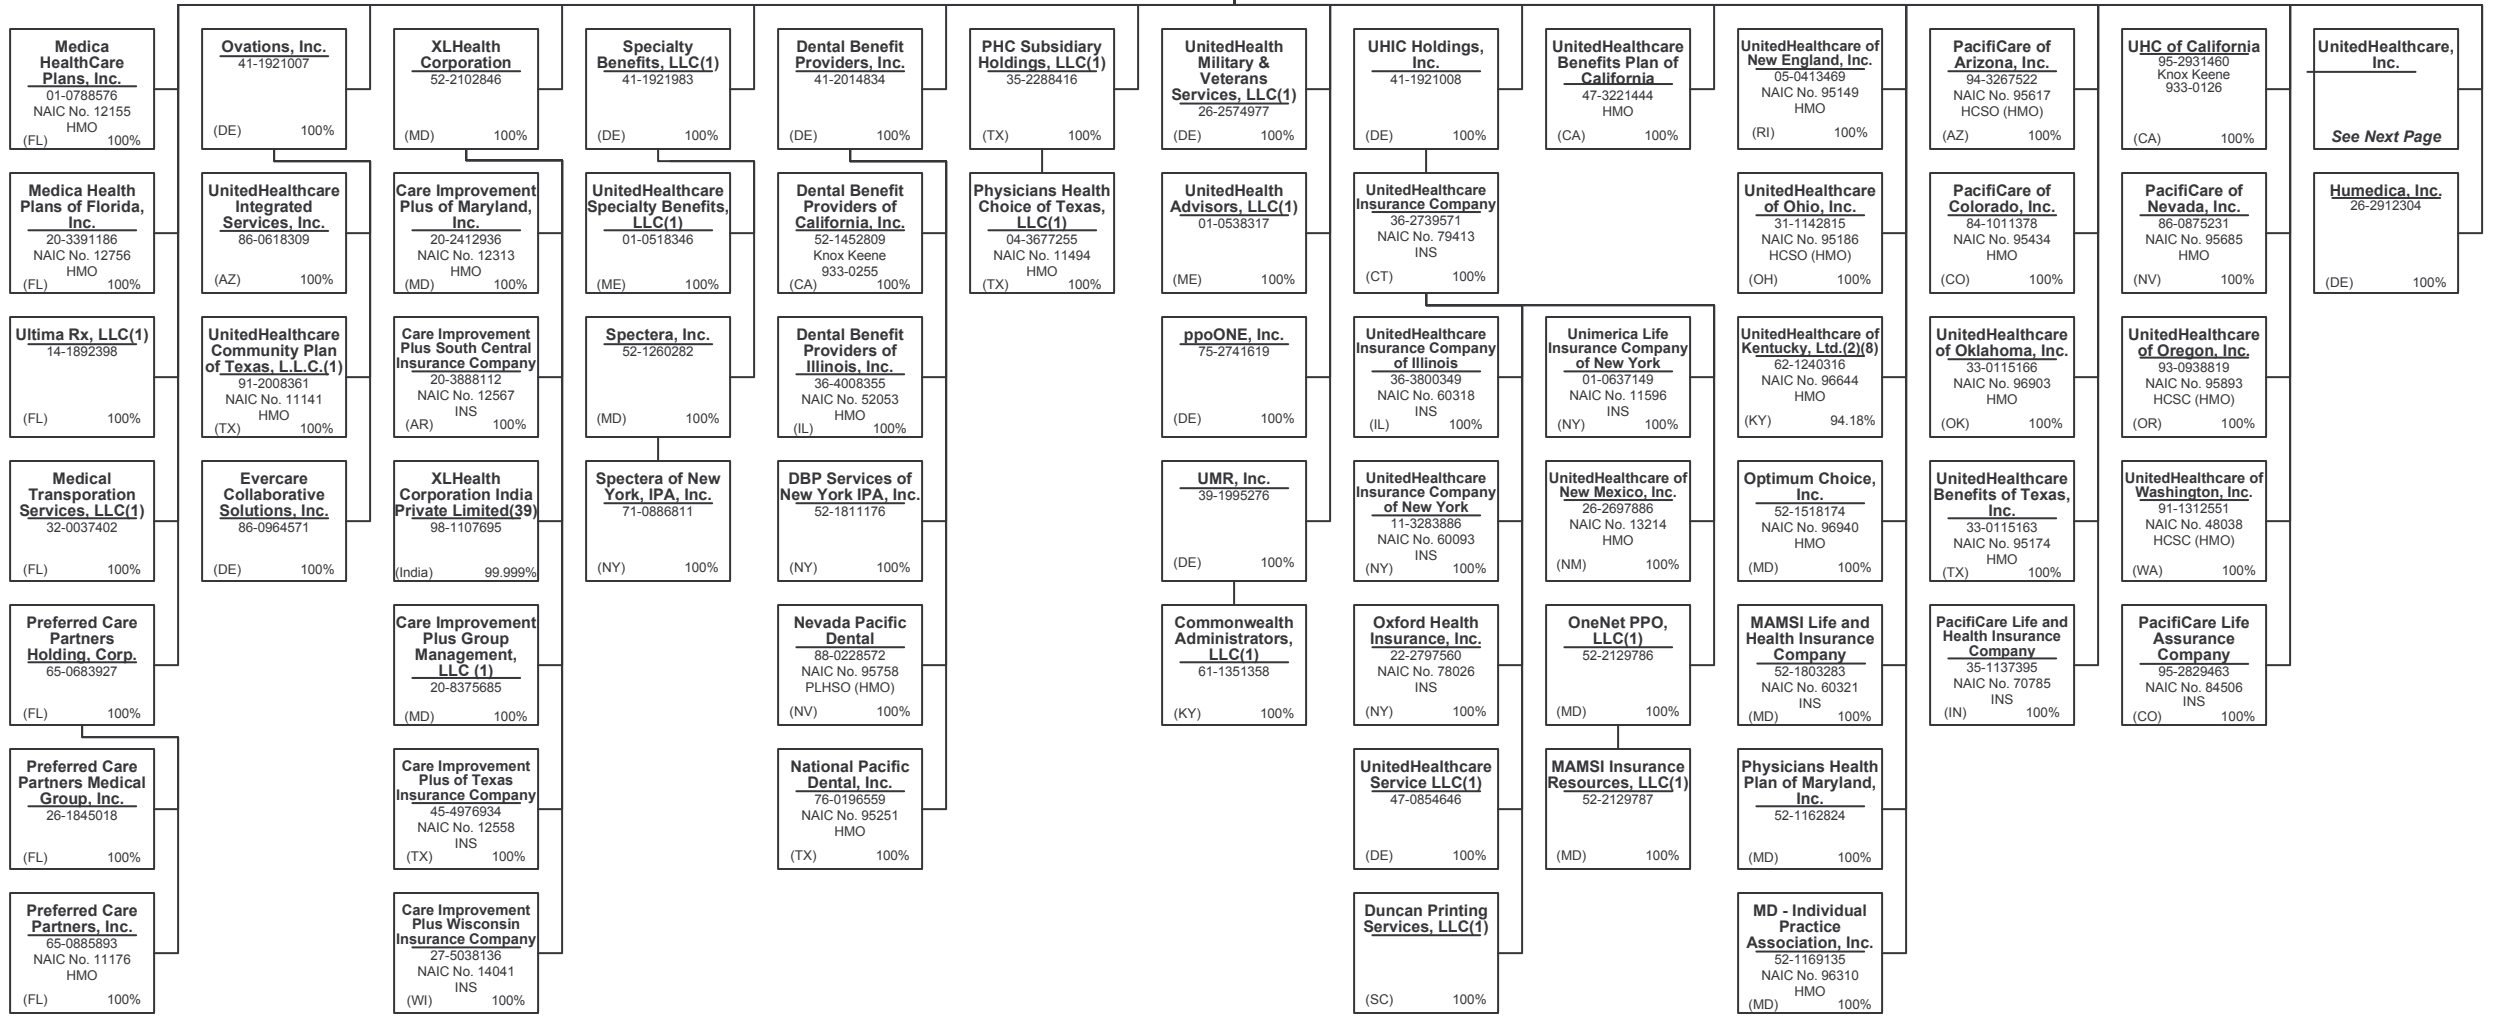 Medica
HealthCare
Plans, Inc.
01-0788576
NAIC No. 12155
HMO
(FL) 100%
Medica Health
Plans of Florida,
Inc.
20-3391186
NAIC No. 12756
HMO
(FL) 100%
Ultima Rx, LLC(1)
14-1892398
(FL) 100%
Medical
Transporation
Services, LLC(1)
32-0037402
(FL) 100%
Preferred Care
Partners
Holding, Corp.
65-0683927
(FL) 100%
Preferred Care
Partners Medical
Group, Inc.
26-1845018
(FL) 100%
Preferred Care
Partners, Inc.
65-0885893
NAIC No. 11176
HMO
(FL) 100%
Ovations, Inc.
41-1921007
(DE) 100%
UnitedHealthcare
Integrated
Services, Inc.
86-0618309
(AZ) 100%
UnitedHealthcare
Community Plan
of Texas, L.L.C.(1)
91-2008361
NAIC No. 11141
HMO
(TX) 100%
Evercare
Collaborative
Solutions, Inc.
86-0964571
(DE) 100%
XLHealth
Corporation
52-2102846
(MD) 100%
Care Improvement
Plus of Maryland,
Inc.
20-2412936
NAIC No. 12313
HMO
(MD) 100%
Care Improvement
Plus South Central
Insurance Company
20-3888112
NAIC No. 12567
INS
(AR) 100%
XLHealth
Corporation India
Private Limited(39)
98-1107695
(India) 99.999%
Care Improvement
Plus Group
Management,
LLC (1)
20-8375685
(MD) 100%
Care Improvement
Plus of Texas
Insurance Company
45-4976934
NAIC No. 12558
INS
(TX) 100%
Care Improvement
Plus Wisconsin
Insurance Company
27-5038136
NAIC No. 14041
INS
(WI) 100%
Specialty
Benefits, LLC(1)
41-1921983
(DE) 100%
UnitedHealthcare
Specialty Benefits,
LLC(1)
01-0518346
(ME) 100%
Spectera, Inc.
52-1260282
(MD) 100%
Spectera of New
York, IPA, Inc.
71-0886811
(NY) 100%
Dental Benefit
Providers, Inc.
41-2014834
(DE) 100%
Dental Benefit
Providers of
California, Inc.
52-1452809
Knox Keene
933-0255
(CA) 100%
Dental Benefit
Providers of
Illinois, Inc.
36-4008355
NAIC No. 52053
HMO
(IL) 100%
DBP Services of
New York IPA, Inc.
52-1811176
(NY) 100%
Nevada Pacific
Dental
88-0228572
NAIC No. 95758
PLHSO (HMO)
(NV) 100%
National Pacific
Dental, Inc.
76-0196559
NAIC No. 95251
HMO
(TX) 100%
PHC Subsidiary
Holdings, LLC(1)
35-2288416
(TX) 100%
Physicians Health
Choice of Texas,
LLC(1)
04-3677255
NAIC No. 11494
HMO
(TX) 100%
UnitedHealth
Military &
Veterans
Services, LLC(1)
26-2574977
(DE) 100%
UnitedHealth
Advisors, LLC(1)
01-0538317
(ME) 100%
ppoONE, Inc.
75-2741619
(DE) 100%
UMR, Inc.
39-1995276
(DE) 100%
Commonwealth
Administrators,
LLC(1)
61-1351358
(KY) 100%
UHIC Holdings,
Inc.
41-1921008
(DE) 100%
UnitedHealthcare
Insurance Company
36-2739571
NAIC No. 79413
INS
(CT) 100%
UnitedHealthcare
Insurance Company
of Illinois
36-3800349
NAIC No. 60318
INS
(IL) 100%
UnitedHealthcare
Insurance Company
of New York
11-3283886
NAIC No. 60093
INS
(NY) 100%
Oxford Health
Insurance, Inc.
22-2797560
NAIC No. 78026
INS
(NY) 100%
UnitedHealthcare
Service LLC(1)
47-0854646
(DE) 100%
Duncan Printing
Services, LLC(1)
(SC) 100%
UnitedHealthcare
Benefits Plan of
California
47-3221444
HMO
(CA) 100%
Unimerica Life
Insurance Company
of New York
01-0637149
NAIC No. 11596
INS
(NY) 100%
UnitedHealthcare of
New Mexico, Inc.
26-2697886
NAIC No. 13214
HMO
(NM) 100%
OneNet PPO,
LLC(1)
52-2129786
(MD) 100%
MAMSI Insurance
Resources, LLC(1)
52-2129787
(MD) 100%
UnitedHealthcare of
New England, Inc.
05-0413469
NAIC No. 95149
HMO
(RI) 100%
UnitedHealthcare
of Ohio, Inc.
31-1142815
NAIC No. 95186
HCSO (HMO)
(OH) 100%
UnitedHealthcare of
Kentucky, Ltd.(2)(8)
62-1240316
NAIC No. 96644
HMO
(KY) 94.18%
Optimum Choice,
Inc.
52-1518174
NAIC No. 96940
HMO
(MD) 100%
MAMSI Life and
Health Insurance
Company
52-1803283
NAIC No. 60321
INS
(MD) 100%
Physicians Health
Plan of Maryland,
Inc.
52-1162824
(MD) 100%
MD - Individual
Practice
Association, Inc.
52-1169135
NAIC No. 96310
HMO
(MD) 100%
PacifiCare of
Arizona, Inc.
94-3267522
NAIC No. 95617
HCSO (HMO)
(AZ) 100%
PacifiCare of
Colorado, Inc.
84-1011378
NAIC No. 95434
HMO
(CO) 100%
UnitedHealthcare
of Oklahoma, Inc.
33-0115166
NAIC No. 96903
HMO
(OK) 100%
UnitedHealthcare
Benefits of Texas,
Inc.
33-0115163
NAIC No. 95174
HMO
(TX) 100%
PacifiCare Life and
Health Insurance
Company
35-1137395
NAIC No. 70785
INS
(IN) 100%
UHC of California
95-2931460
Knox Keene
933-0126
(CA) 100%
PacifiCare of
Nevada, Inc.
86-0875231
NAIC No. 95685
HMO
(NV) 100%
UnitedHealthcare
of Oregon, Inc.
93-0938819
NAIC No. 95893
HCSC (HMO)
(OR) 100%
UnitedHealthcare of
Washington, Inc.
91-1312551
NAIC No. 48038
HCSC (HMO)
(WA) 100%
PacifiCare Life
Assurance
Company
95-2829463
NAIC No. 84506
INS
(CO) 100%
UnitedHealthcare,
Inc.
See Next Page
Humedica, Inc.
26-2912304
(DE) 100%